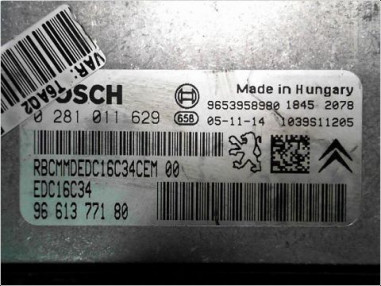 VAR: 
BOSCH
Made in Hungary
9653958980 1845 2078
0 281 011 629
658
05-11-14 1039S11205
RBCMMDEDC16C34CEM 00
EDC16C34
96 613 771 80